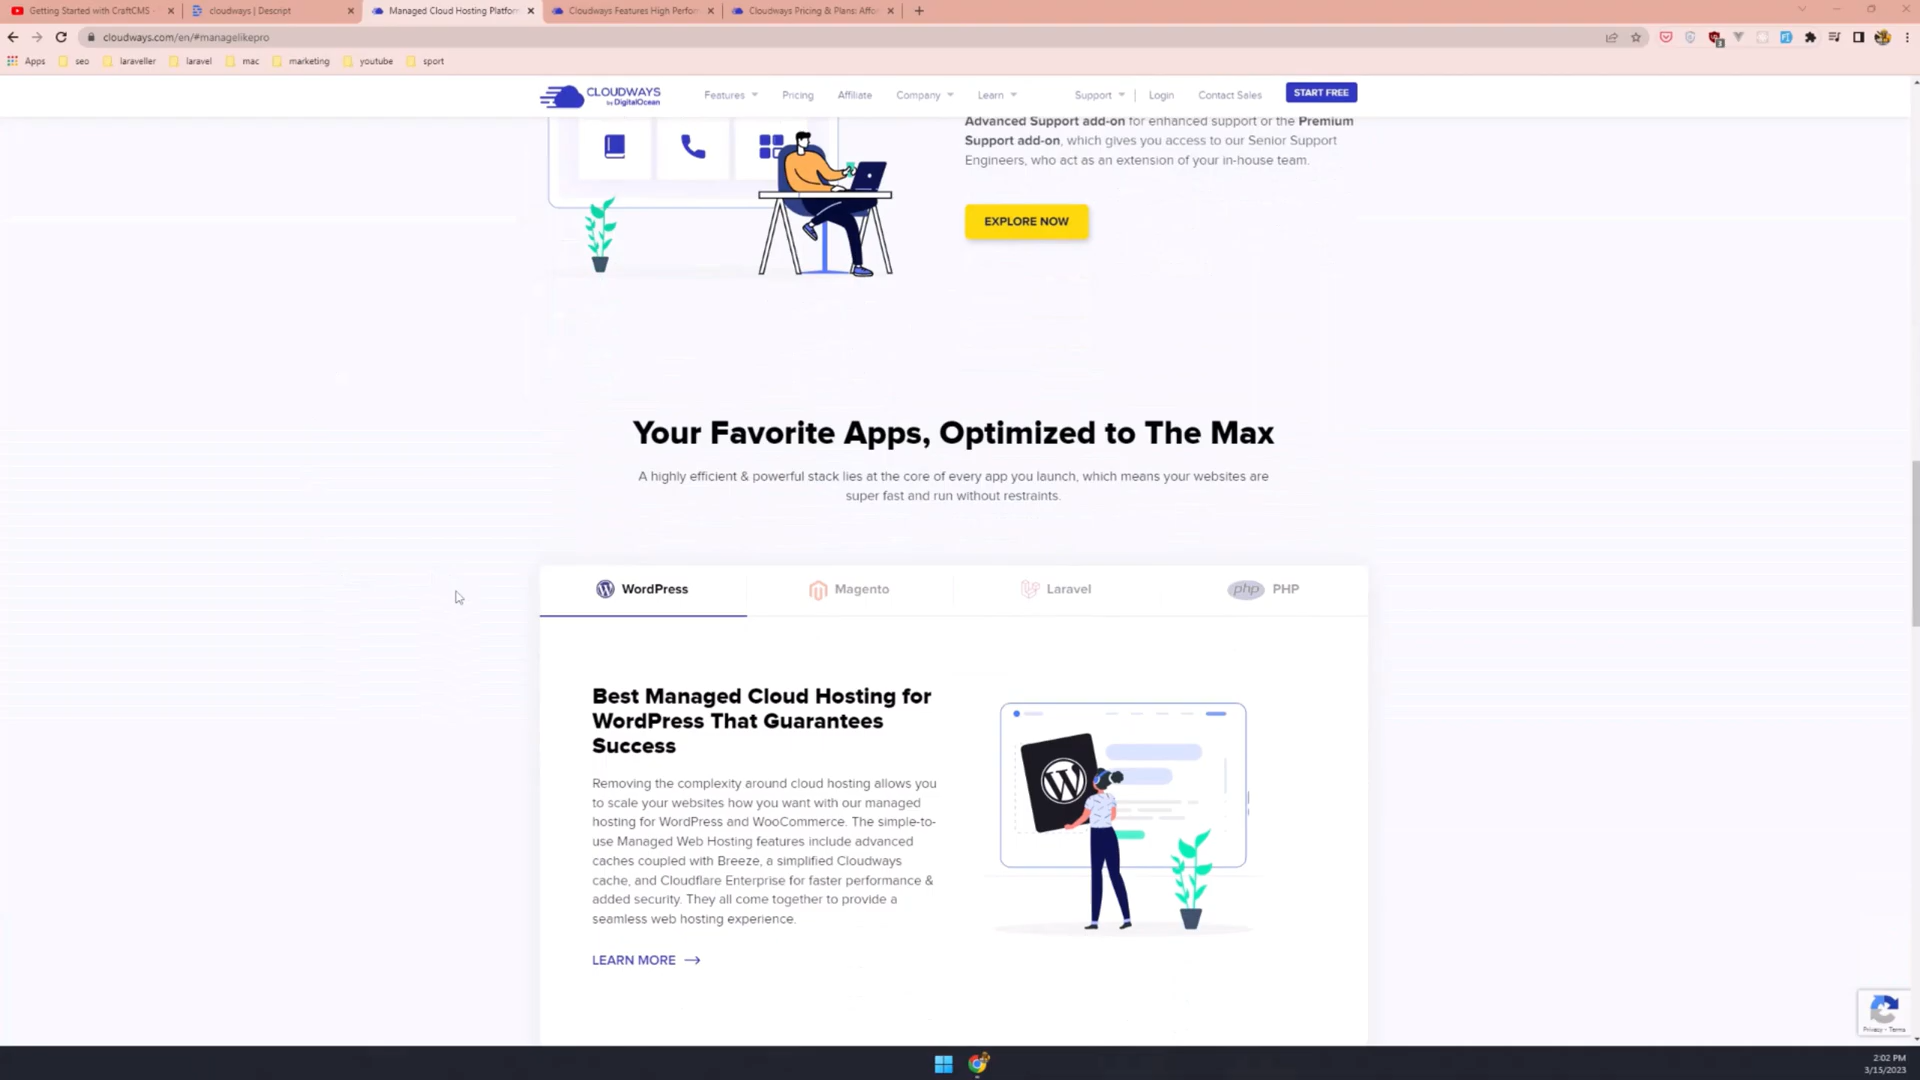 Getting Started with CraftCMS
cloudways | Descript
Managed Cloud Hosting Platfor
Cloudways Features High Perfor
Cloudways Pricing & Plans: Affor
cloudways.com/en/#managelikepro
Apps
seo
laraveller
laravel
mac
marketing
youtube
sport
CLOUDWAYS
by DigitalOcean
Features
Pricing
Affiliate
Company
Learn
Support
Login
Contact Sales
START FREE
Advanced Support add-on for enhanced support or the Premium
Support add-on, which gives you access to our Senior Support
Engineers, who act as an extension of your in-house team.
EXPLORE NOW
Your Favorite Apps, Optimized to The Max
A highly efficient & powerful stack lies at the core of every app you launch, which means your websites are
super fast and run without restraints.
WordPress
Magento
Laravel
php PHP
Best Managed Cloud Hosting for
WordPress That Guarantees
Success
Removing the complexity around cloud hosting allows you
to scale your websites how you want with our managed
hosting for WordPress and WooCommerce. The simple-to-
use Managed Web Hosting features include advanced
caches coupled with Breeze, a simplified Cloudways
cache, and Cloudflare Enterprise for faster performance &
added security. They all come together to provide a
seamless web hosting experience.
LEARN MORE
Privacy - Terms
2:02 PM
3/15/2023